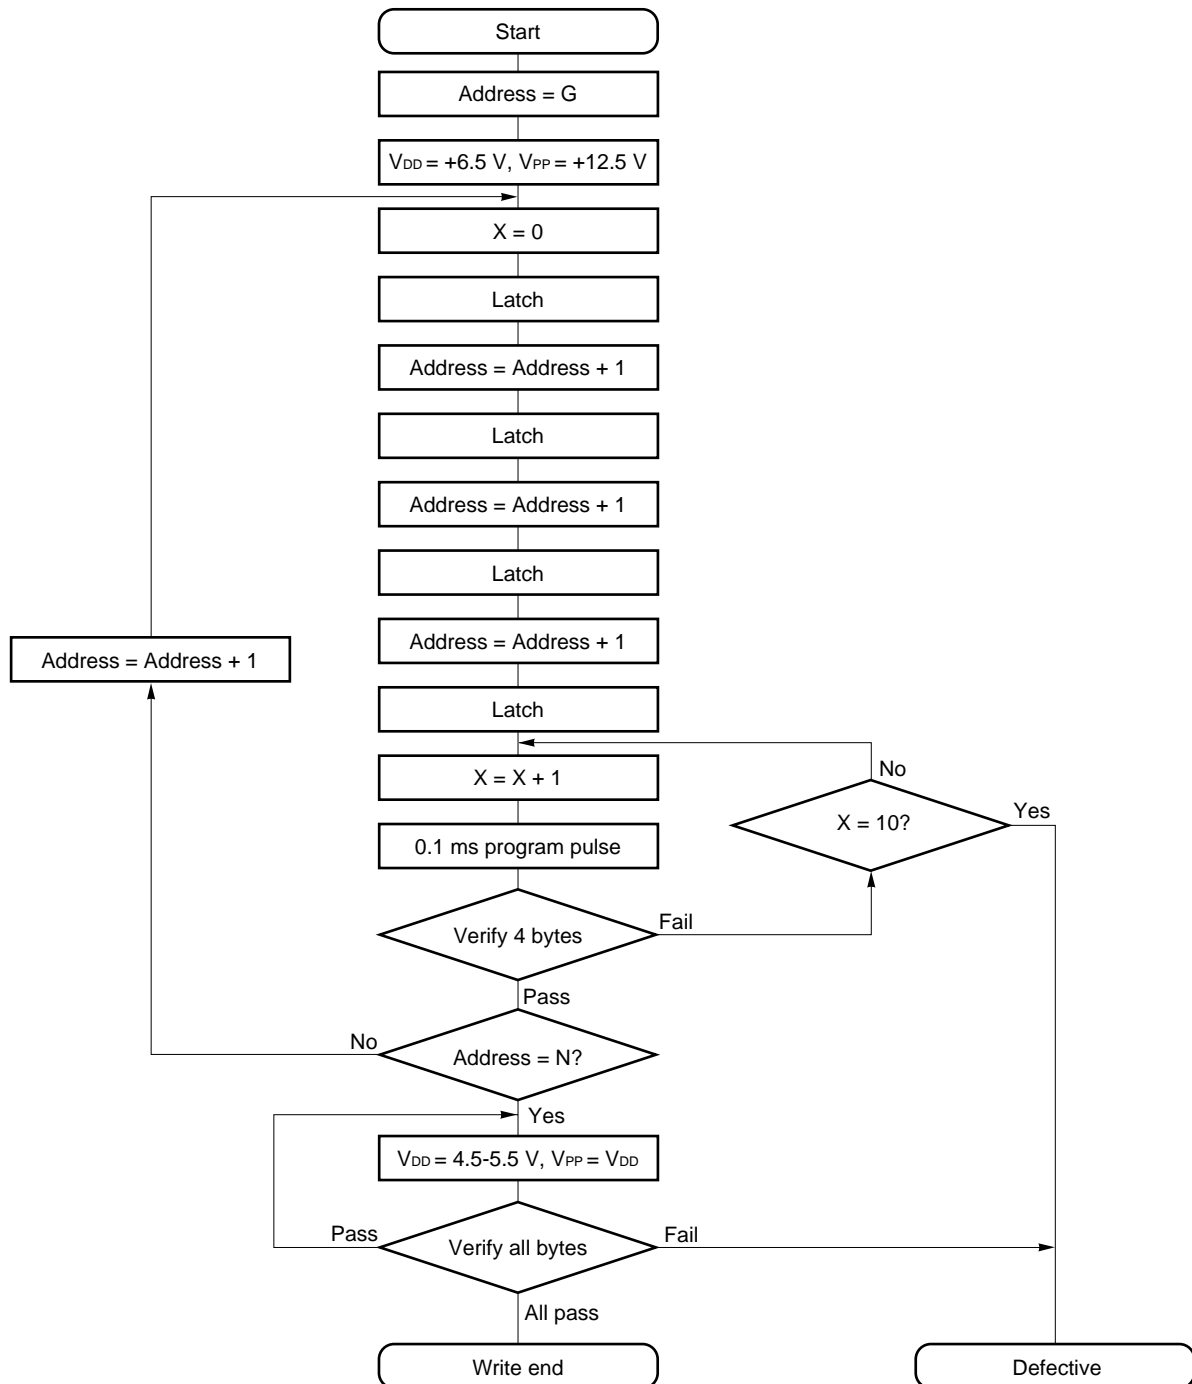 Start
Address = G
VDD = +6.5 V, VPP = +12.5 V
X = 0
Latch
Address = Address + 1
Latch
Address = Address + 1
Latch
Address = Address + 1
Address = Address + 1
Latch
X = X + 1
No
X = 10?
Yes
0.1 ms program pulse
Verify 4 bytes
Fail
Pass
No
Address = N?
Yes
VDD = 4.5-5.5 V, VPP = VDD
Pass
Verify all bytes
Fail
All pass
Write end
Defective